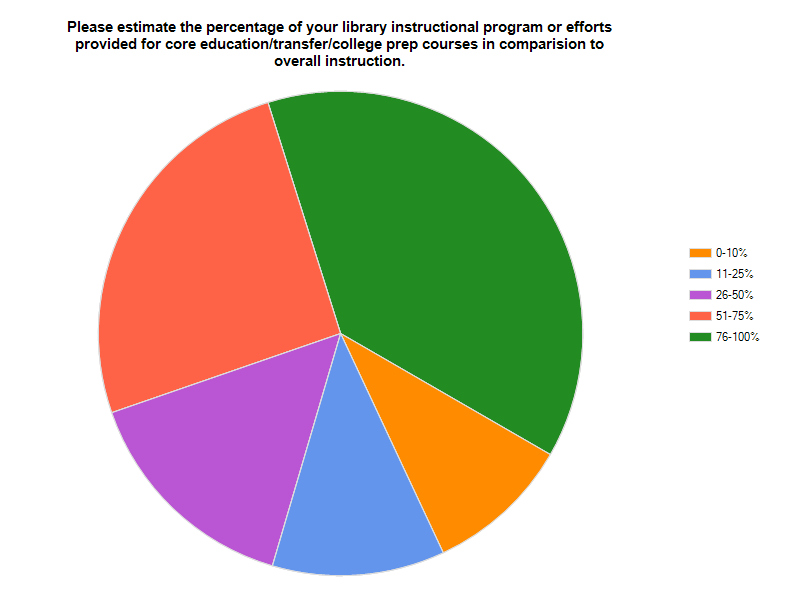 Please estimate the percentage of your library instructional program or efforts
provided for core education/transfer/college prep courses in comparision to
overall instruction.
0-10%
11-25%
26-50%
51-75%
76-100%